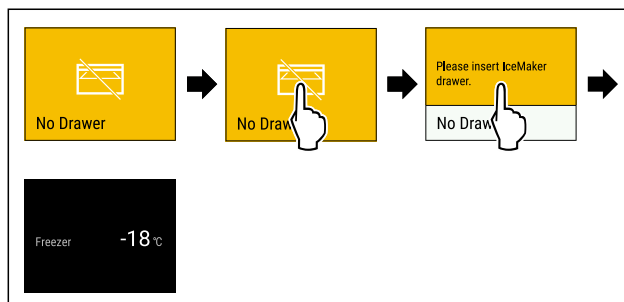 No Drawer
No Draw
Please insert IceMaker
drawer.
No Draw
Freezer -18 °C